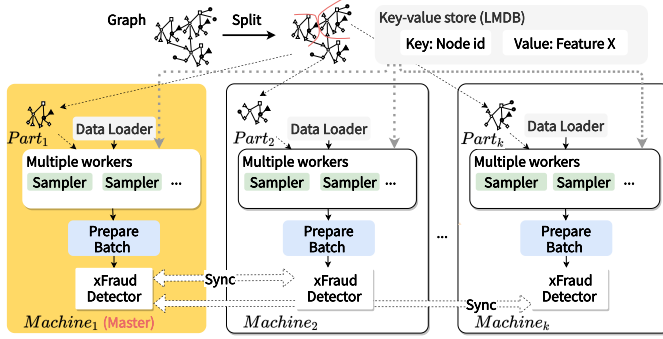 Graph
Split
Key-value store (LMDB)
Key: Node id
Value: Feature X
Part1
Data Loader
Multiple workers
Sampler Sampler ...
Prepare
Batch
xFraud
Detector
Machine1 (Master)
Part2
Data Loader
Multiple workers
Sampler Sampler ...
Prepare
Batch
xFraud
Detector
Machine2
...
Partk
Data Loader
Multiple workers
Sampler Sampler ...
Prepare
Batch
xFraud
Detector
Machinek
Sync
Sync